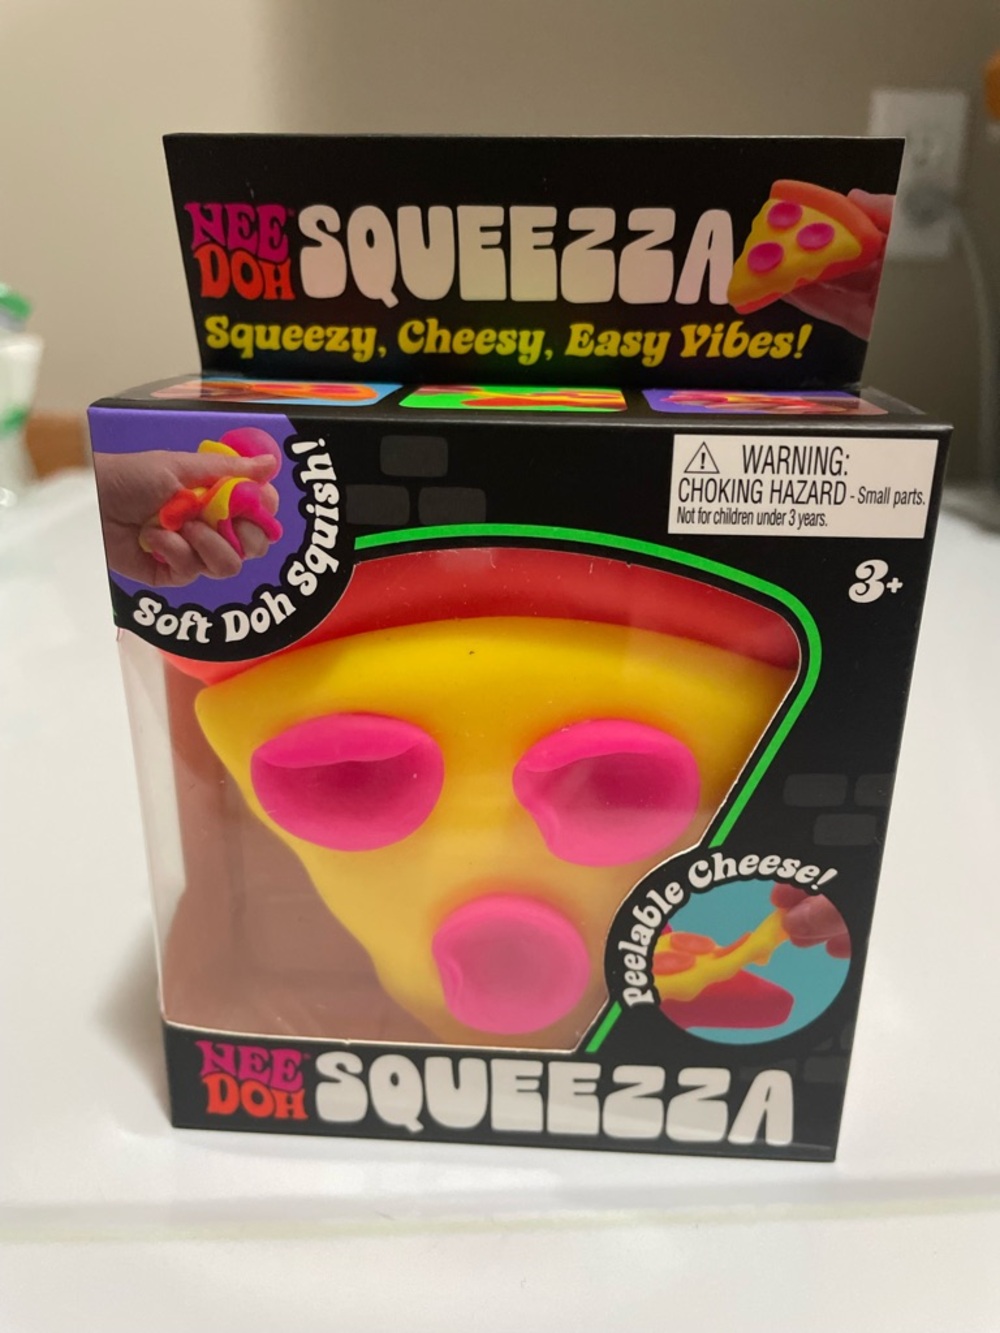 NEE DOH SQUEEZZA
Squeezy, Cheesy, Easy Vibes!
Soft Doh Squish!
WARNING:
CHOKING HAZARD - Small parts.
Not for children under 3 years.
3+
Peelable Cheese!
NEE DOH SQUEEZZA